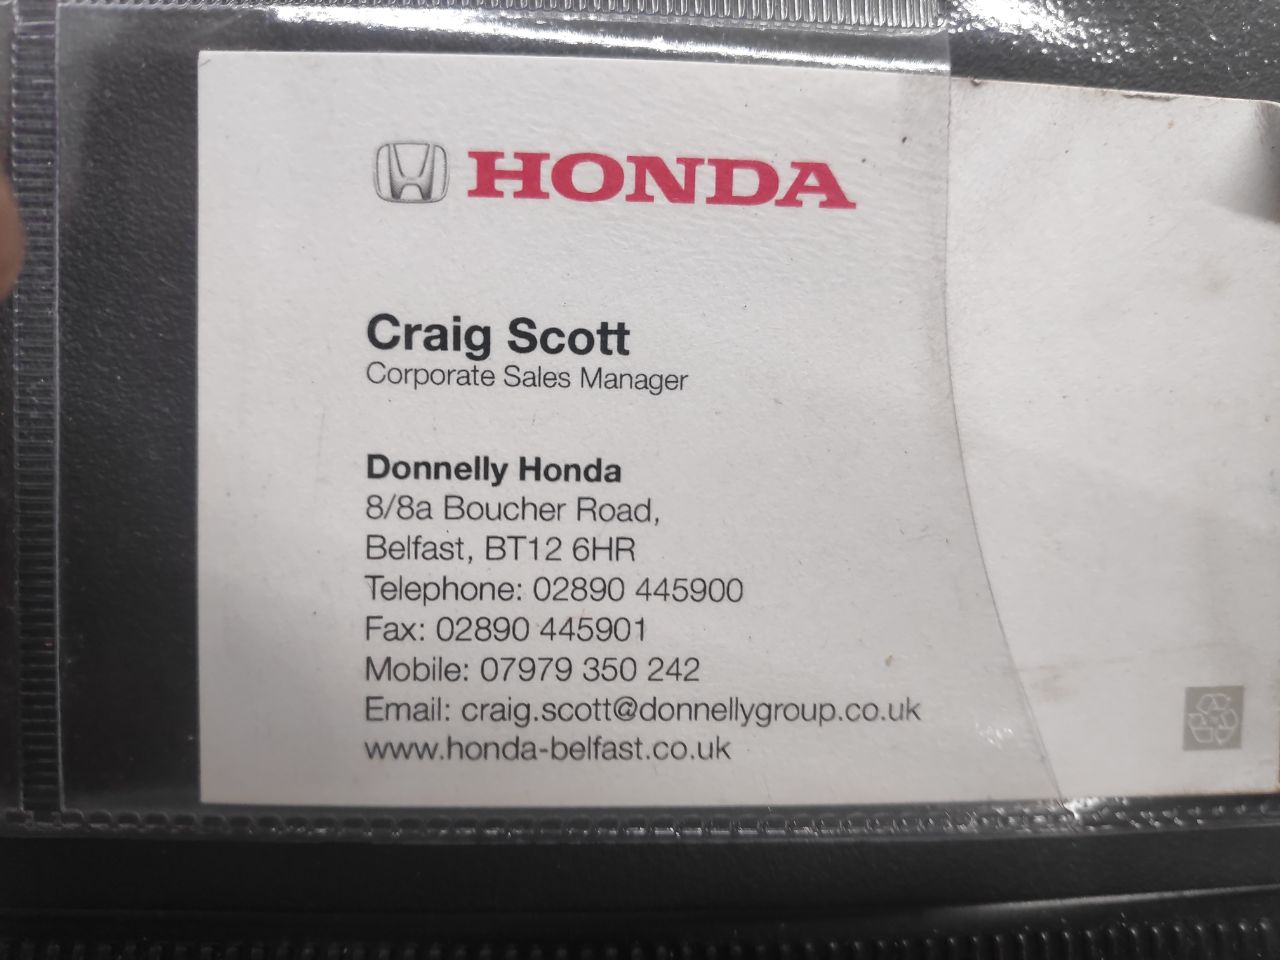 HONDA
Craig Scott
Corporate Sales Manager
Donnelly Honda
8/8a Boucher Road,
Belfast, BT12 6HR
Telephone: 02890 445900
Fax: 02890 445901
Mobile: 07979 350 242
Email: craig.scott@donnellygroup.co.uk
www.honda-belfast.co.uk